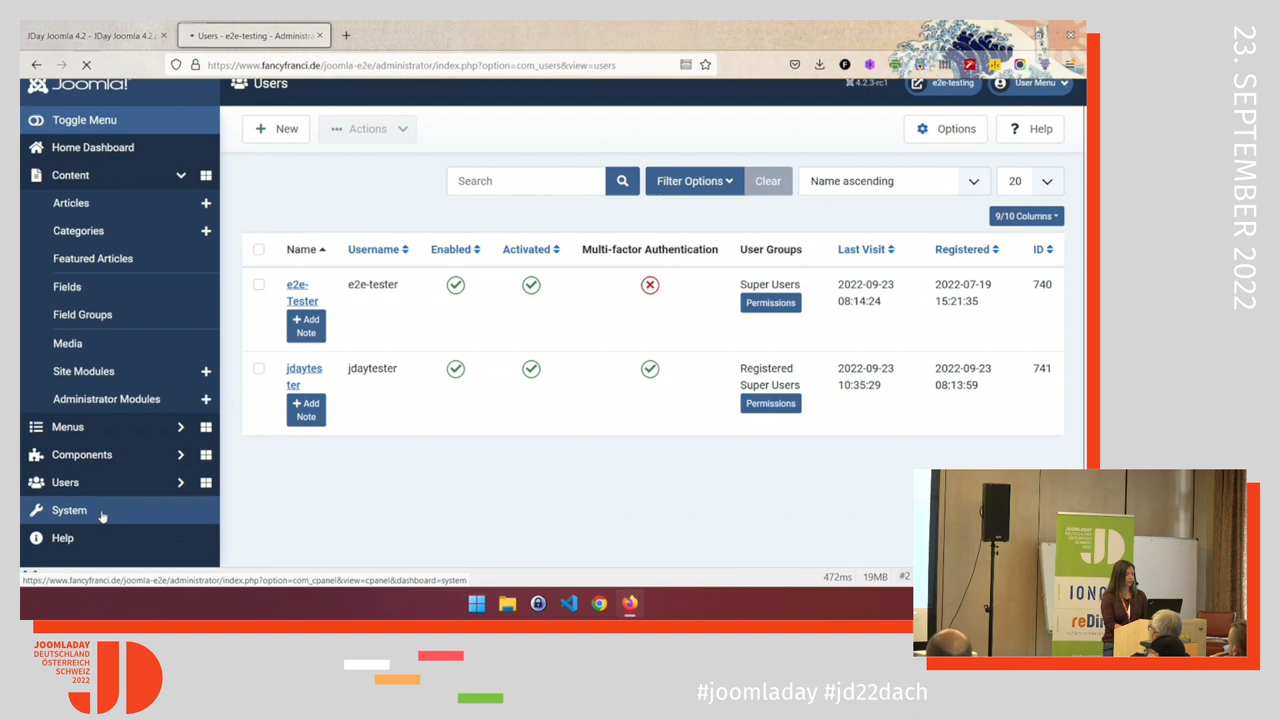 JDay Joomla 4.2 - JDay Joomla 4.2
Users - e2e-testing - Administra
https://www.fancyfranci.de/joomla-e2e/administrator/index.php?option=com_users&view=users
Joomla!
Users
4.2.3-rc1
e2e-testing
User Menu
Toggle Menu
Home Dashboard
Content
Articles
Categories
Featured Articles
Fields
Field Groups
Media
Site Modules
Administrator Modules
Menus
Components
Users
System
Help
New
Actions
Options
Help
Search
Filter Options
Clear
Name ascending
20
9/10 Columns
Name Username Enabled Activated Multi-factor Authentication User Groups Last Visit Registered ID
e2e-
Tester
+ Add
Note
e2e-tester
Super Users
Permissions
2022-09-23
08:14:24
2022-07-19
15:21:35
740
jdaytes
ter
+ Add
Note
jdaytester
Registered
Super Users
Permissions
2022-09-23
10:35:29
2022-09-23
08:13:59
741
https://www.fancyfranci.de/joomla-e2e/administrator/index.php?option=com_cpanel&view=cpanel&dashboard=system
472ms
19MB
#2
23. SEPTEMBER 2022
JOOMLADAY
DEUTSCHLAND
ÖSTERREICH
SCHWEIZ
2022
JD
IONO
#joomladay #jd22dach